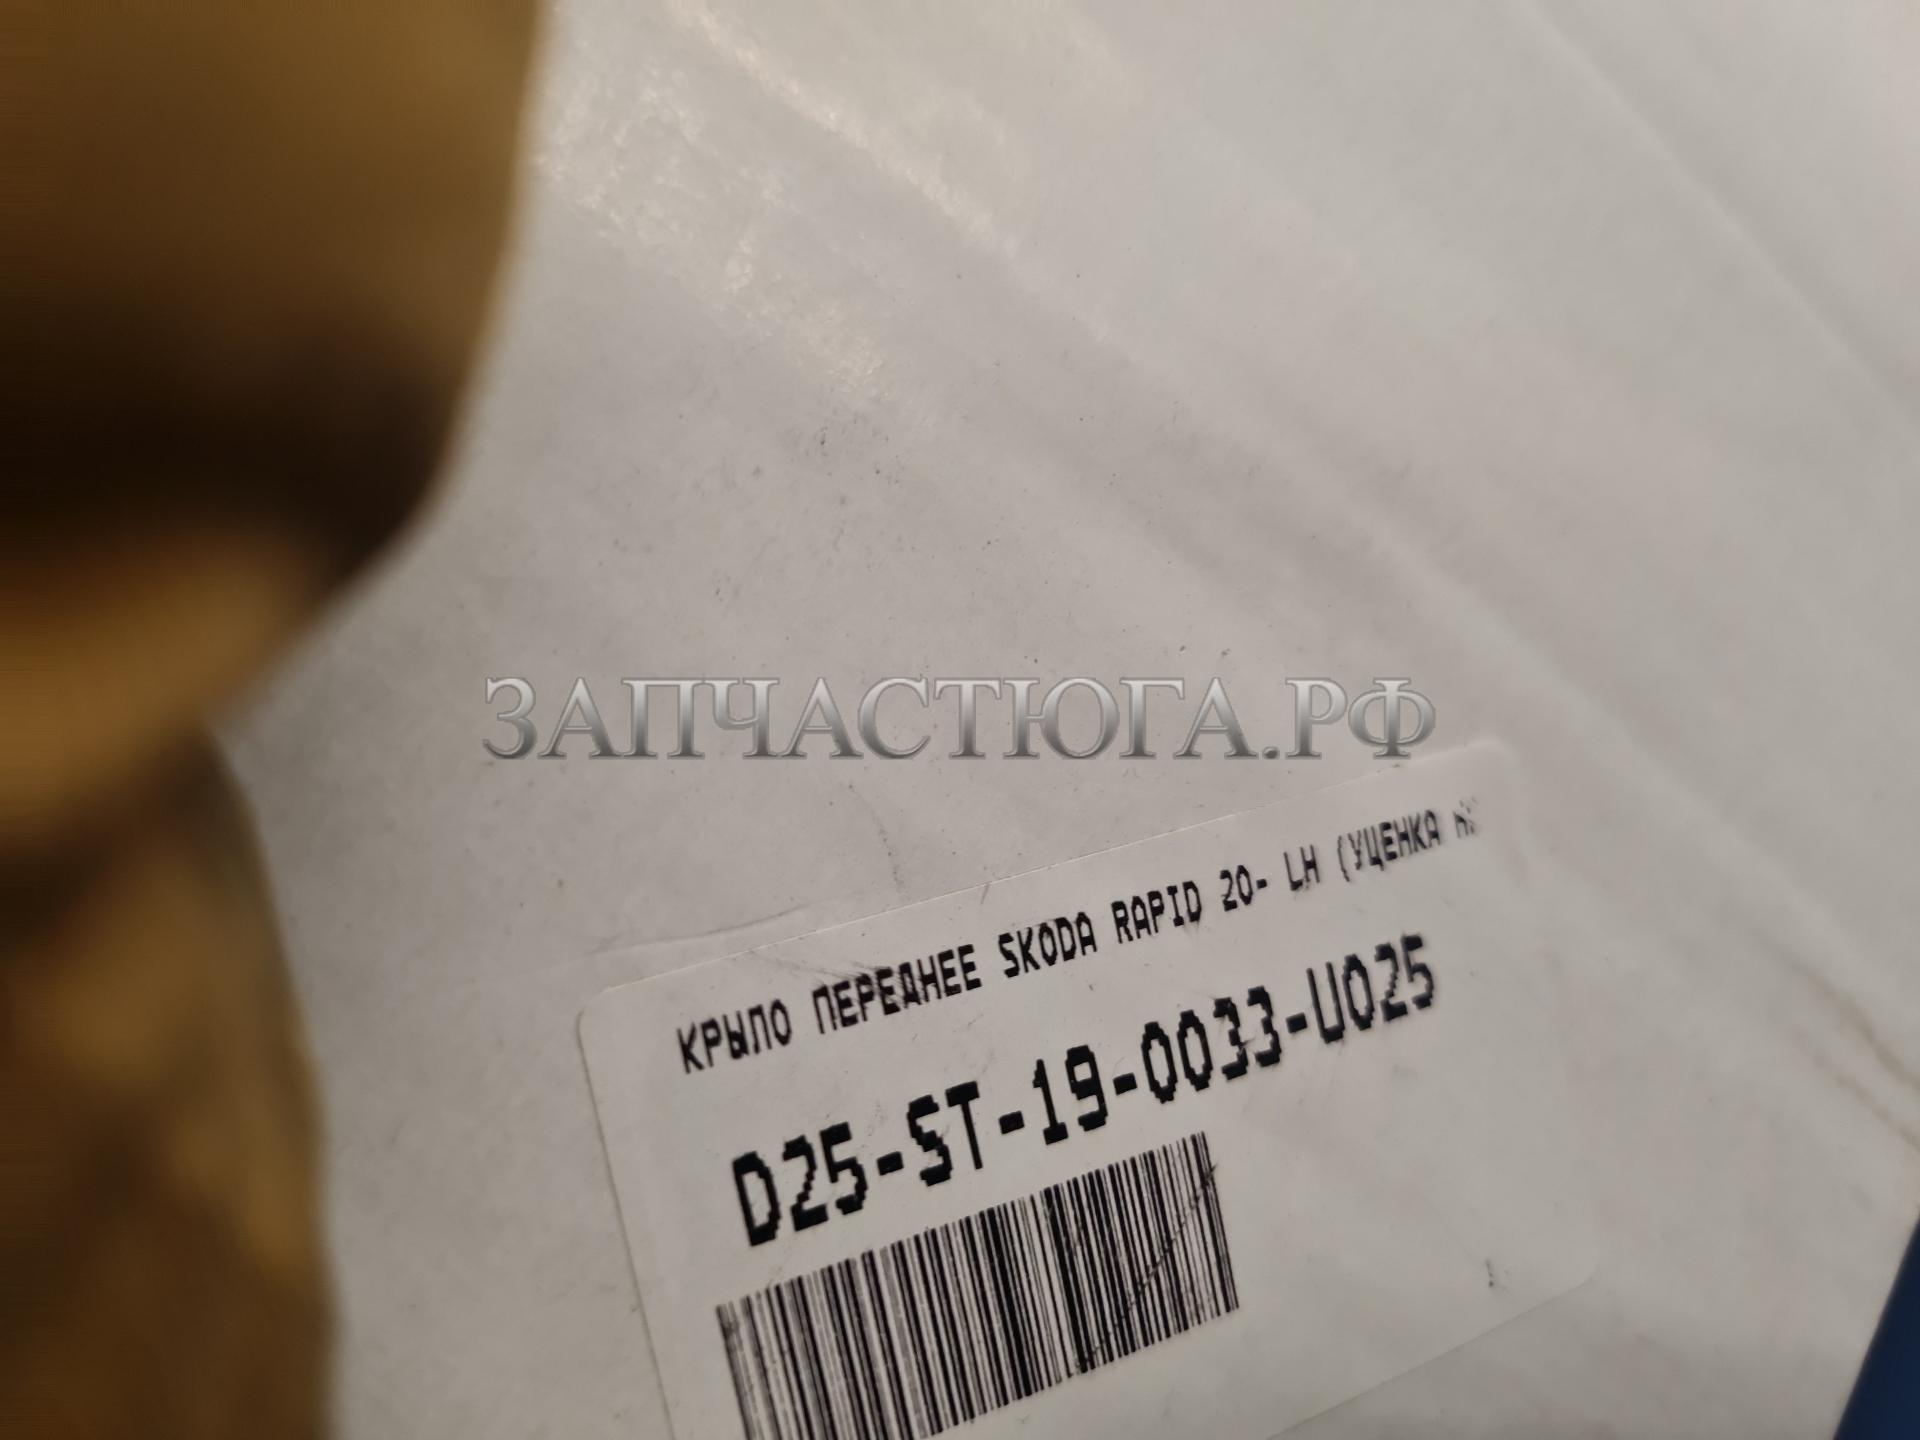 ЗАПЧАСТЮГА.РФ
КРЫЛО ПЕРЕДНЕЕ SKODA RAPID 20- LH (УЦЕНКА
D25-ST-19-0033-U025